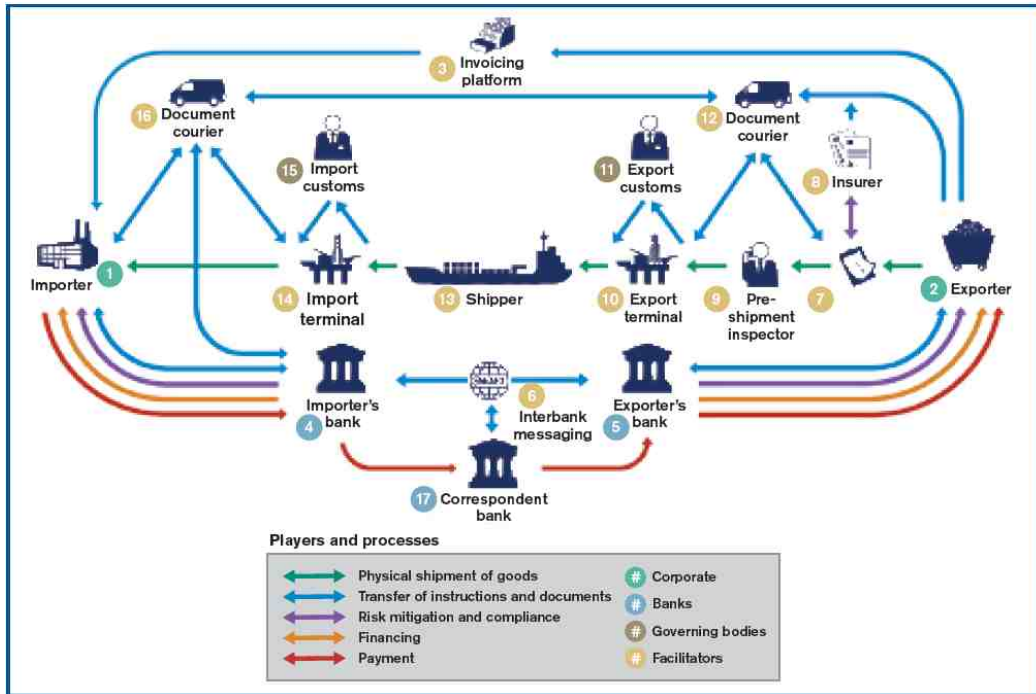 3 Invoicing
platform
16 Document
courier
12 Document
courier
15 Import
customs
11 Export
customs
8 Insurer
Importer 1
14 Import
terminal
13 Shipper
10 Export
terminal
9 Pre-
shipment
inspector
7
2 Exporter
Importer's
4 bank
6
Interbank
messaging
Exporter's
5 bank
17 Correspondent
bank
Players and processes
Physical shipment of goods
Transfer of instructions and documents
Risk mitigation and compliance
Financing
Payment
# Corporate
# Banks
# Governing bodies
# Facilitators